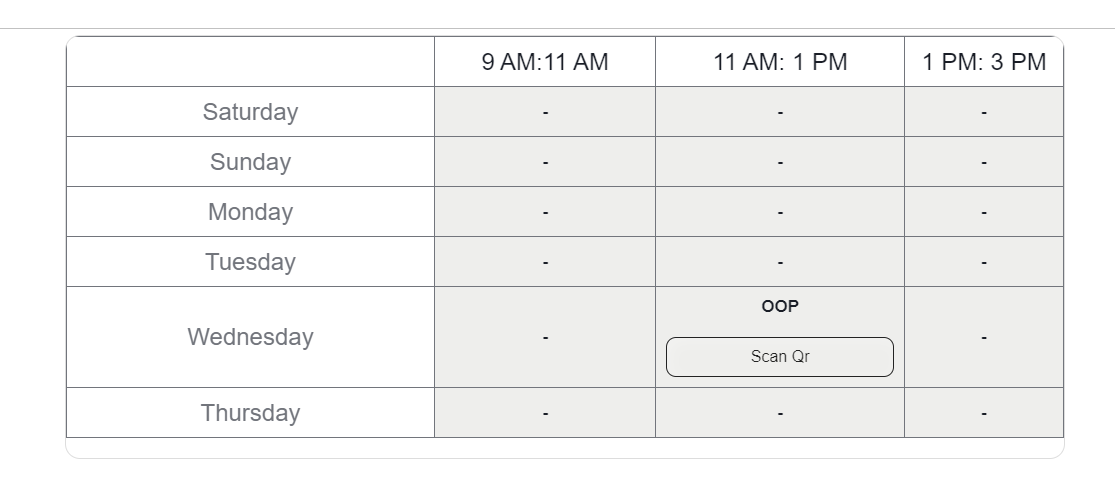 9 AM:11 AM 11 AM: 1 PM 1 PM: 3 PM
Saturday - - -
Sunday - - -
Monday - - -
Tuesday - - -
OOP
Wednesday - -
Scan Qr
Thursday - - -